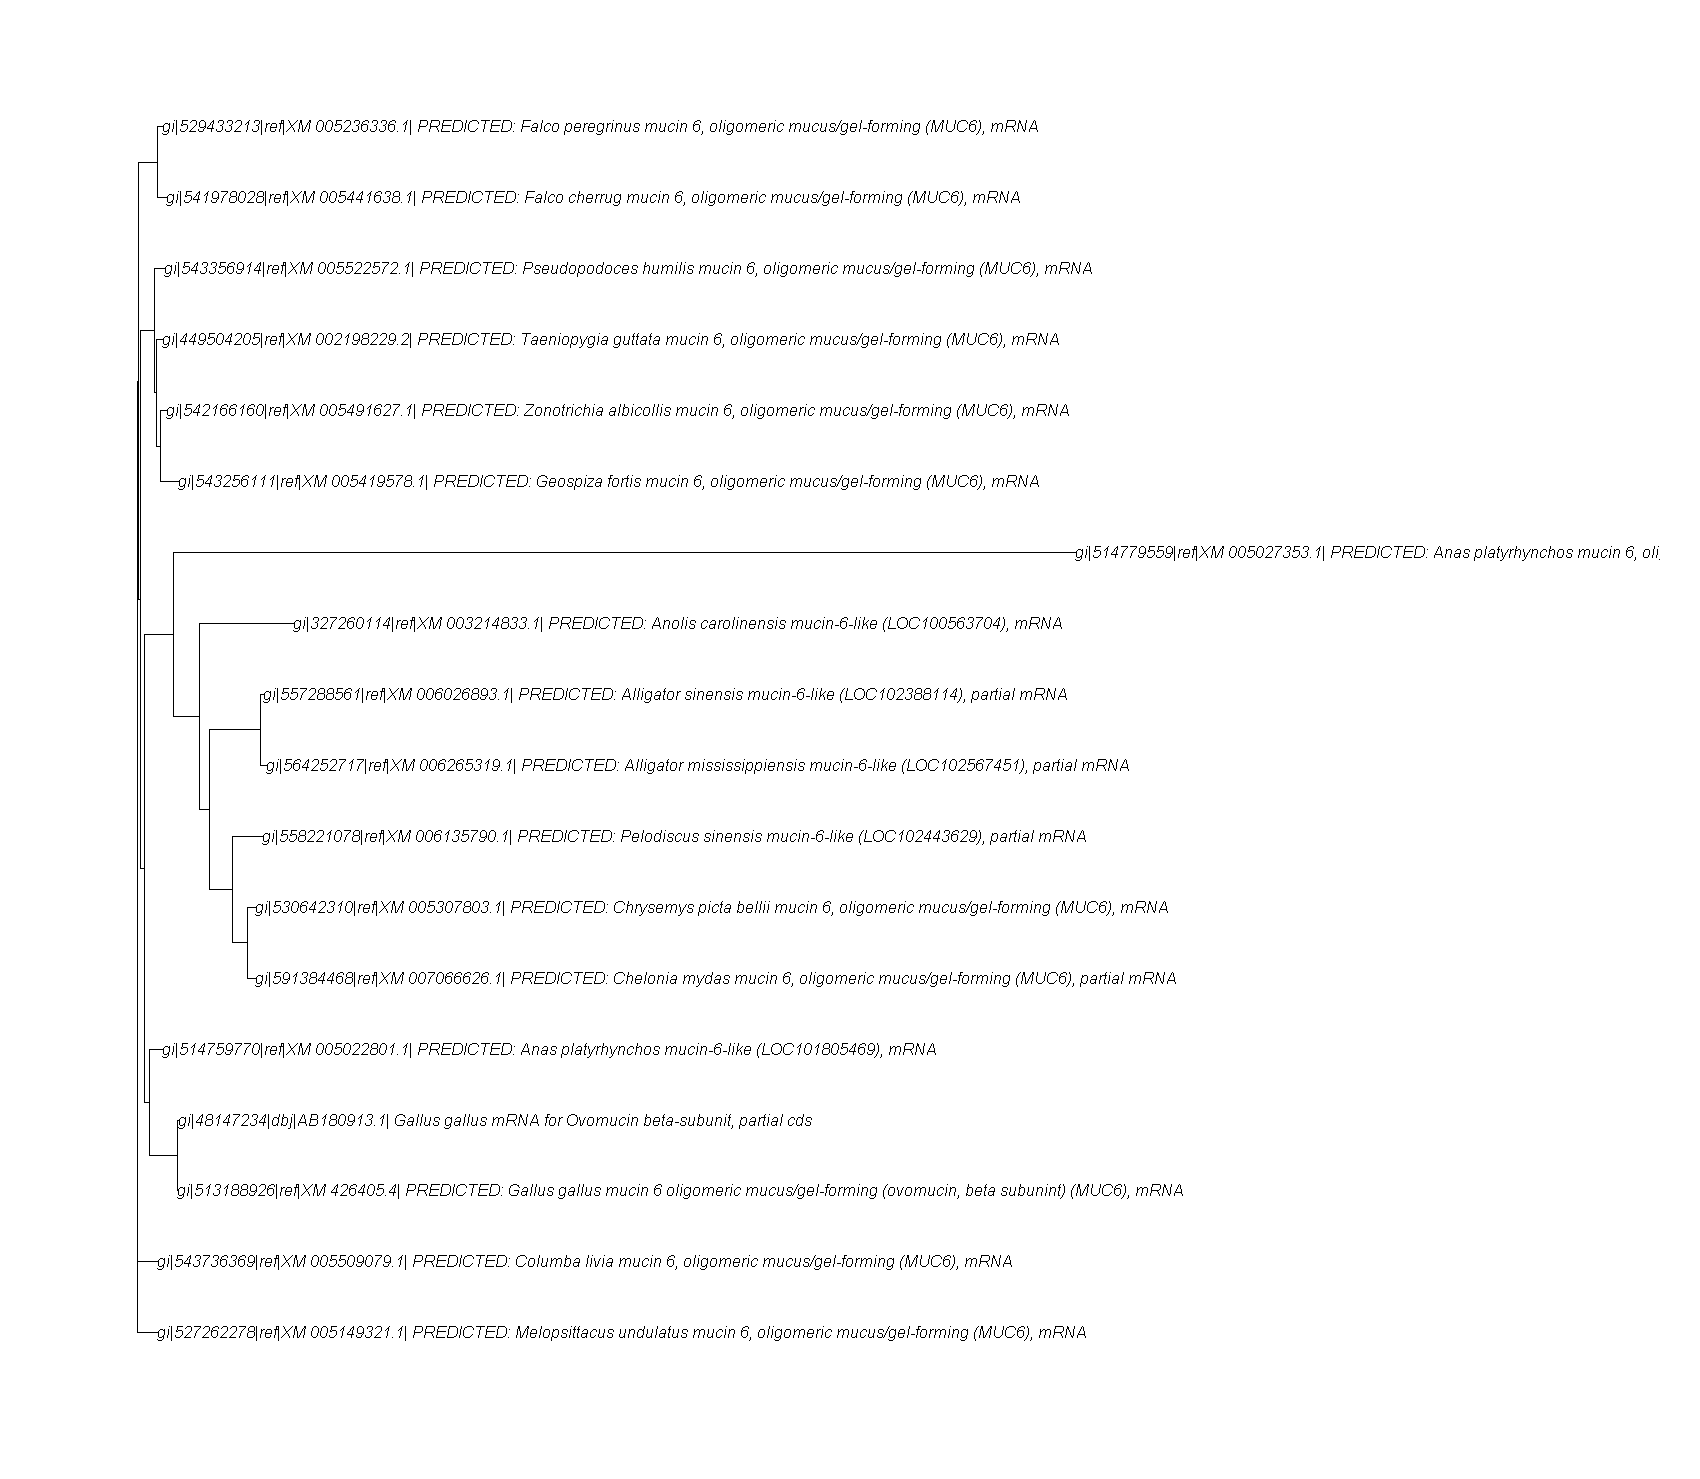 gi|529433213|ref|XM 005236336.1| PREDICTED: Falco peregrinus mucin 6, oligomeric mucus/gel-forming (MUC6), mRNA
gi|541978028|ref|XM 005441638.1| PREDICTED: Falco cherrug mucin 6, oligomeric mucus/gel-forming (MUC6), mRNA
gi|543356914|ref|XM 005522572.1| PREDICTED: Pseudopodoces humilis mucin 6, oligomeric mucus/gel-forming (MUC6), mRNA
gi|449504205|ref|XM 002198229.2| PREDICTED: Taeniopygia guttata mucin 6, oligomeric mucus/gel-forming (MUC6), mRNA
gi|542166160|ref|XM 005491627.1| PREDICTED: Zonotrichia albicollis mucin 6, oligomeric mucus/gel-forming (MUC6), mRNA
gi|543256111|ref|XM 005419578.1| PREDICTED: Geospiza fortis mucin 6, oligomeric mucus/gel-forming (MUC6), mRNA
gi|514779559|ref|XM 005027353.1| PREDICTED: Anas platyrhynchos mucin 6, oli
gi|327260114|ref|XM 003214833.1| PREDICTED: Anolis carolinensis mucin-6-like (LOC100563704), mRNA
gi|557288561|ref|XM 006026893.1| PREDICTED: Alligator sinensis mucin-6-like (LOC102388114), partial mRNA
gi|564252717|ref|XM 006265319.1| PREDICTED: Alligator mississippiensis mucin-6-like (LOC102567451), partial mRNA
gi|558221078|ref|XM 006135790.1| PREDICTED: Pelodiscus sinensis mucin-6-like (LOC102443629), partial mRNA
gi|530642310|ref|XM 005307803.1| PREDICTED: Chrysemys picta bellii mucin 6, oligomeric mucus/gel-forming (MUC6), mRNA
gi|591384468|ref|XM 007066626.1| PREDICTED: Chelonia mydas mucin 6, oligomeric mucus/gel-forming (MUC6), partial mRNA
gi|514759770|ref|XM 005022801.1| PREDICTED: Anas platyrhynchos mucin-6-like (LOC101805469), mRNA
gi|48147234|dbj|AB180913.1| Gallus gallus mRNA for Ovomucin beta-subunit, partial cds
gi|513188926|ref|XM 426405.4| PREDICTED: Gallus gallus mucin 6 oligomeric mucus/gel-forming (ovomucin, beta subunint) (MUC6), mRNA
gi|543736369|ref|XM 005509079.1| PREDICTED: Columba livia mucin 6, oligomeric mucus/gel-forming (MUC6), mRNA
gi|527262278|ref|XM 005149321.1| PREDICTED: Melopsittacus undulatus mucin 6, oligomeric mucus/gel-forming (MUC6), mRNA